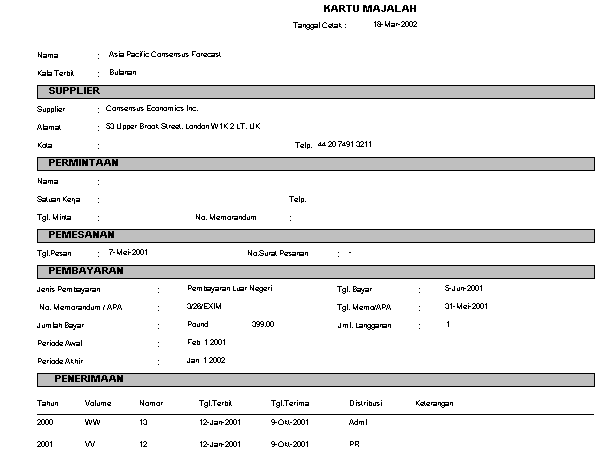 KARTU MAJALAH
Tanggal Cetak : 18-Mar-2002
Nama : Asia Pacific Consensus Forecast
Kala Terbit : Bulanan
SUPPLIER
Supplier : Consensus Economics Inc.
Alamat : 53 Upper Brook Street, London W1K 2 LT, UK
Kota : Telp. 44 20 7491 3211
PERMINTAAN
Nama :
Satuan Kerja : Telp.
Tgl. Minta : No. Memorandum :
PEMESANAN
Tgl.Pesan : 7-Mei-2001 No.Surat Pesanan : -
PEMBAYARAN
Jenis Pembayaran : Pembayaran Luar Negeri Tgl. Bayar : 5-Jun-2001
No. Memorandum / APA : 3/26/EXIM Tgl. Memo/APA : 31-Mei-2001
Jumlah Bayar : Pound 399.00 Jml. Langganan : 1
Periode Awal : Feb 1 2001
Periode Akhir : Jan 1 2002
PENERIMAAN
Tahun Volume Nomor Tgl.Terbit Tgl.Terima Distribusi Keterangan
2000 WW 13 12-Jan-2001 9-Okt-2001 Adml
2001 VV 12 12-Jan-2001 9-Okt-2001 PR